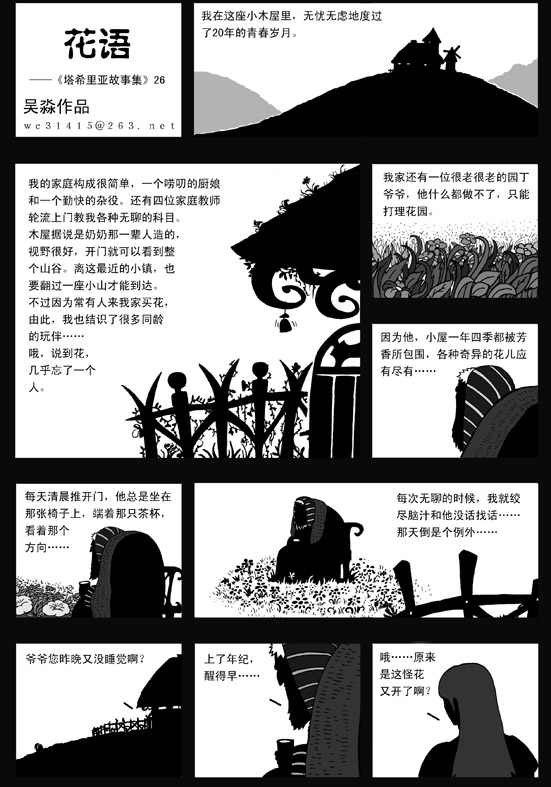 花语
——《塔希里亚故事集》26
吴淼作品
wc31415@263.net
我在这座小木屋里，无忧无虑地度过
了20年的青春岁月。
我的家庭构成很简单，一个唠叨的厨娘
和一个勤快的杂役。还有四位家庭教师
轮流上门教我各种无聊的科目。
木屋据说是奶奶那一辈人造的，
视野很好，开门就可以看到整
个山谷。离这最近的小镇，也
要翻过一座小山才能到达。
不过因为常有人来我家买花，
由此，我也结识了很多同龄
的玩伴……
哦，说到花，
几乎忘了一个
人。
我家还有一位很老很老的园丁
爷爷，他什么都做不了，只能
打理花园。
因为他，小屋一年四季都被芳
香所包围，各种奇异的花儿应
有尽有……
每天清晨推开门，他总是坐在
那张椅子上，端着那只茶杯，
看着那个
方向……
每次无聊的时候，我就绞
尽脑汁和他没话找话……
那天倒是个例外……
爷爷您昨晚又没睡觉啊？
上了年纪，
醒得早……
哦……原来
是这怪花
又开了啊？